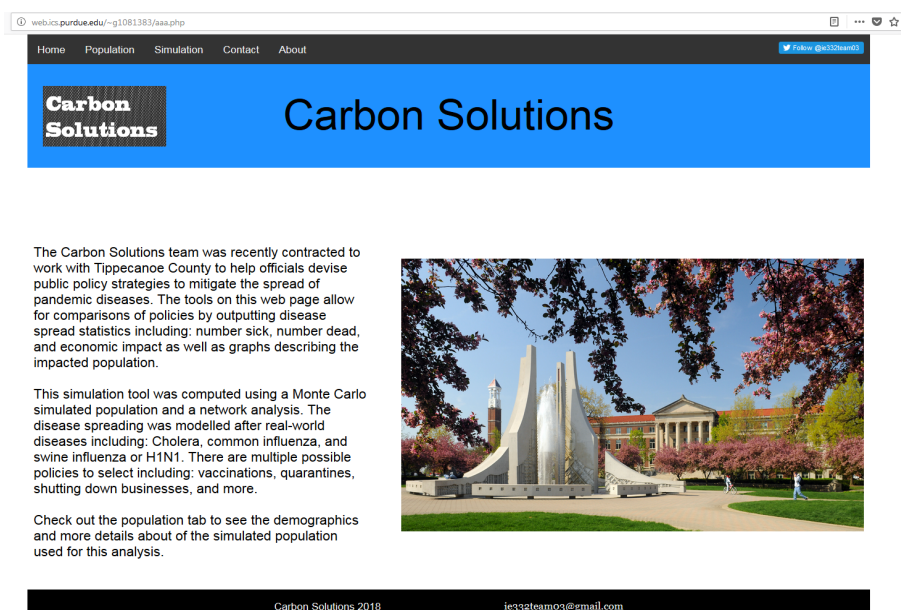 web.ics.purdue.edu/~g1081383/aaa.php
Home Population Simulation Contact About
Follow @ie332team03
Carbon
Solutions
Carbon Solutions
The Carbon Solutions team was recently contracted to
work with Tippecanoe County to help officials devise
public policy strategies to mitigate the spread of
pandemic diseases. The tools on this web page allow
for comparisons of policies by outputting disease
spread statistics including: number sick, number dead,
and economic impact as well as graphs describing the
impacted population.
This simulation tool was computed using a Monte Carlo
simulated population and a network analysis. The
disease spreading was modelled after real-world
diseases including: Cholera, common influenza, and
swine influenza or H1N1. There are multiple possible
policies to select including: vaccinations, quarantines,
shutting down businesses, and more.
Check out the population tab to see the demographics
and more details about of the simulated population
used for this analysis.
Carbon Solutions 2018 ie332team03@gmail.com